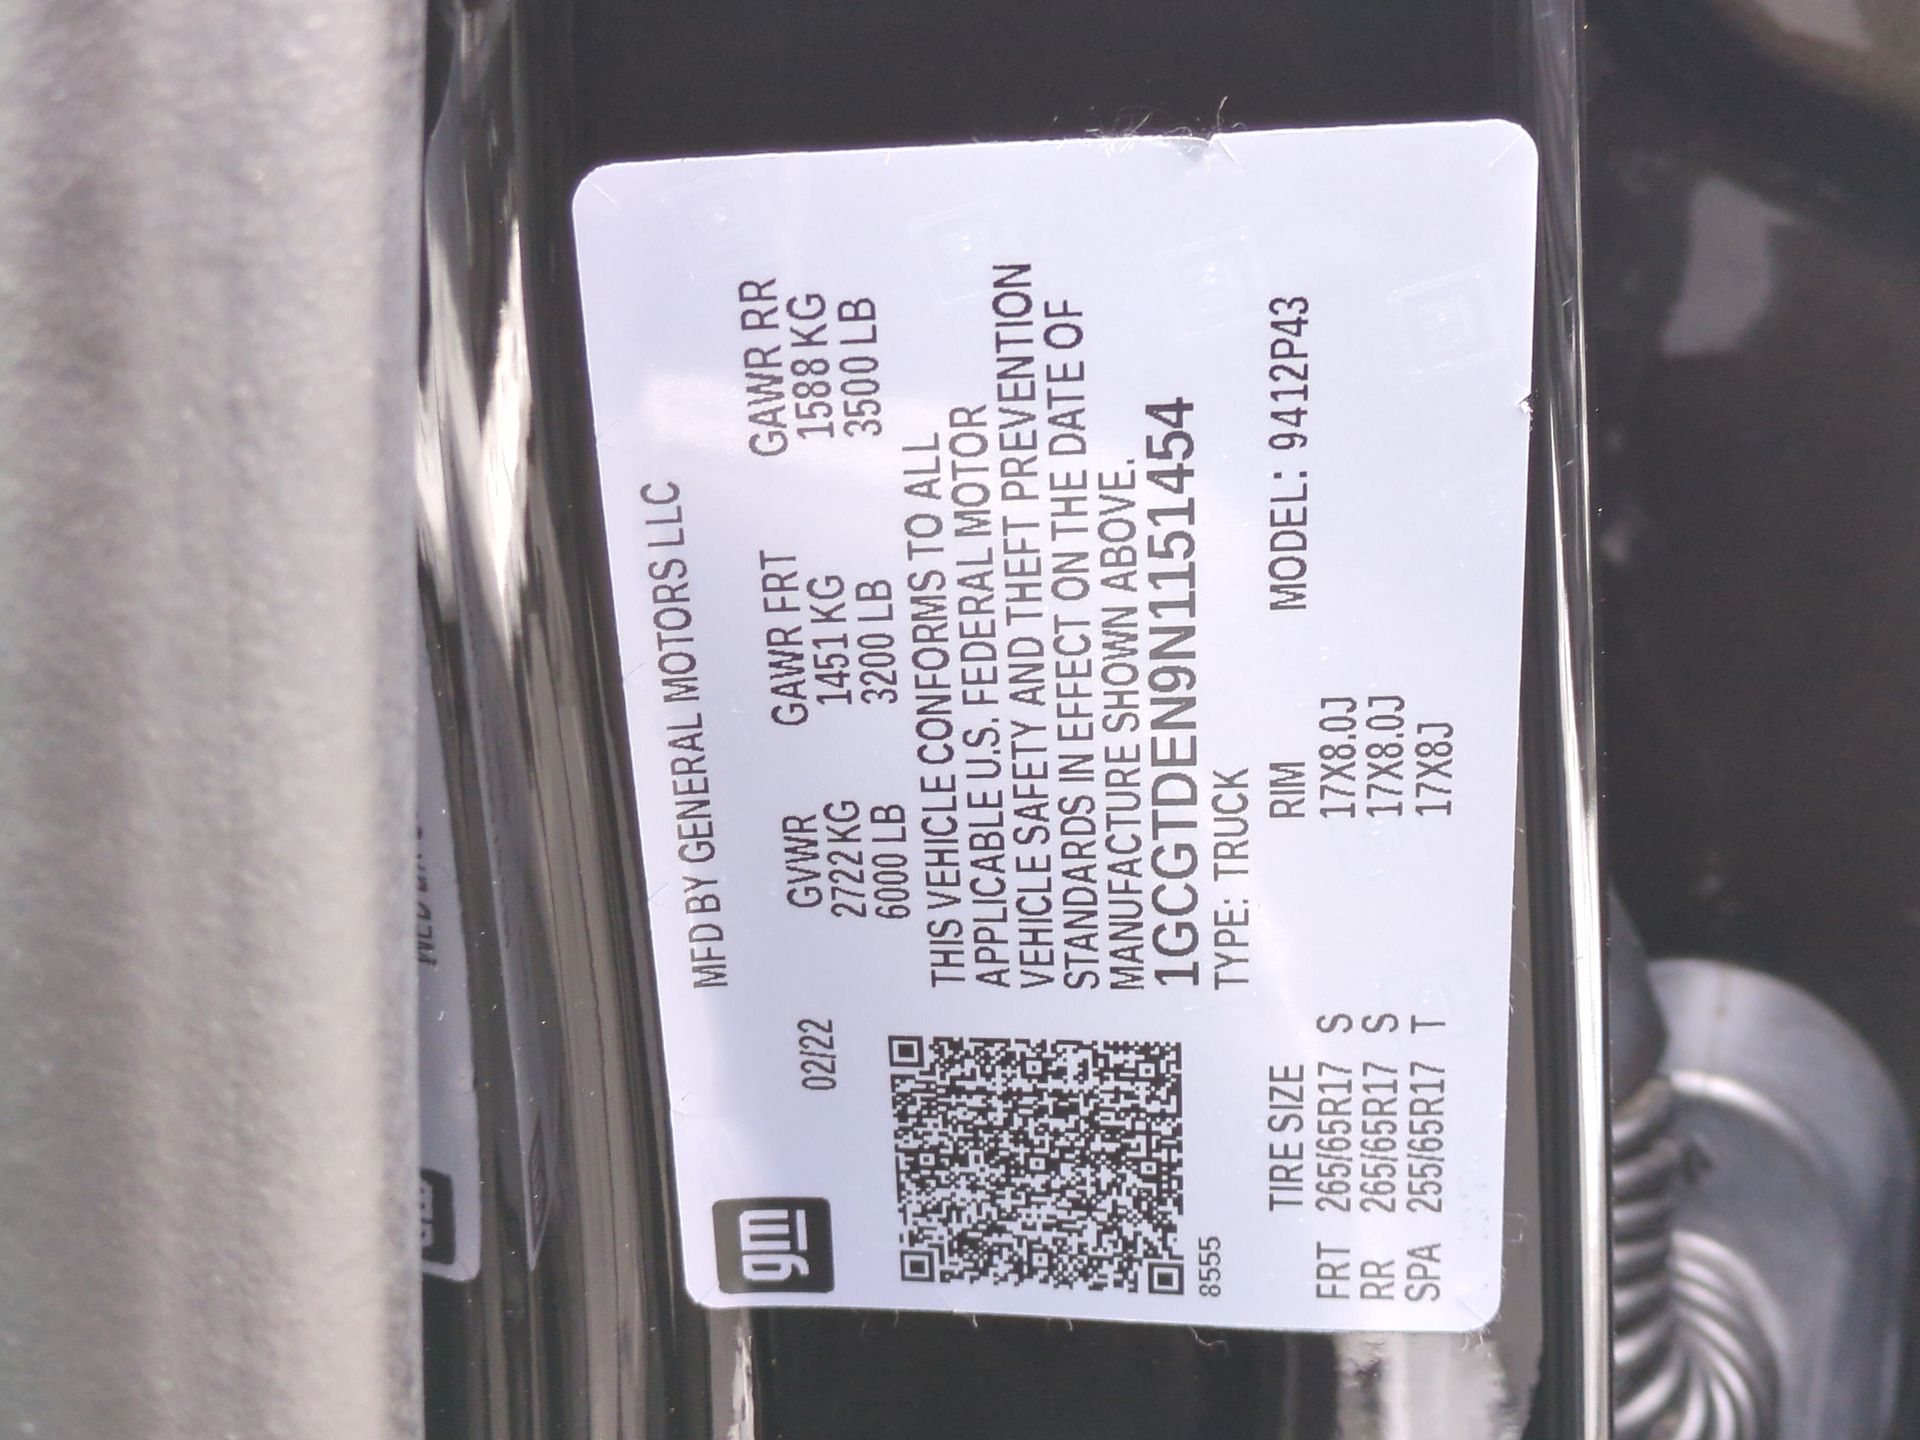 gm
MFD BY GENERAL MOTORS LLC
02/22
GVWR GAWR FRT GAWR RR
2722 KG 1451 KG 1588 KG
6000 LB 3200 LB 3500 LB
THIS VEHICLE CONFORMS TO ALL
APPLICABLE U.S. FEDERAL MOTOR
VEHICLE SAFETY AND THEFT PREVENTION
STANDARDS IN EFFECT ON THE DATE OF
MANUFACTURE SHOWN ABOVE.
1GCGTDEN9N1151454
8555 TYPE: TRUCK
TIRE SIZE RIM MODEL: 9412P43
FRT 265/65R17 S 17X8.0J
RR 265/65R17 S 17X8.0J
SPA 255/65R17 T 17X8J